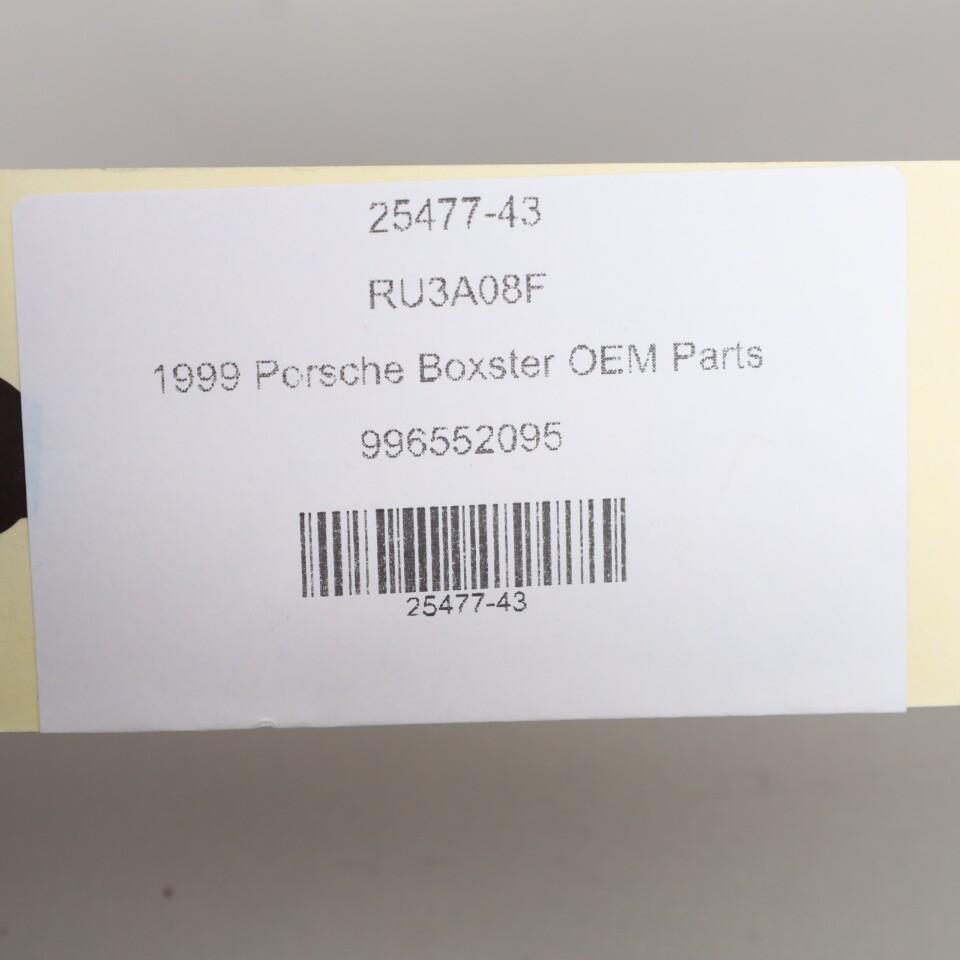 25477-43
RU3A08F
1999 Porsche Boxster OEM Parts
996552095
25477-43